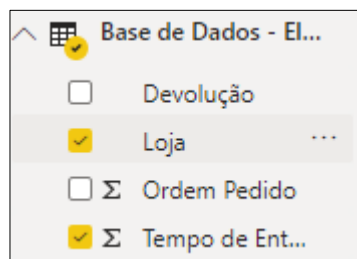 Base de Dados - El...
Devolução
Loja ...
Σ Ordem Pedido
Σ Tempo de Ent...